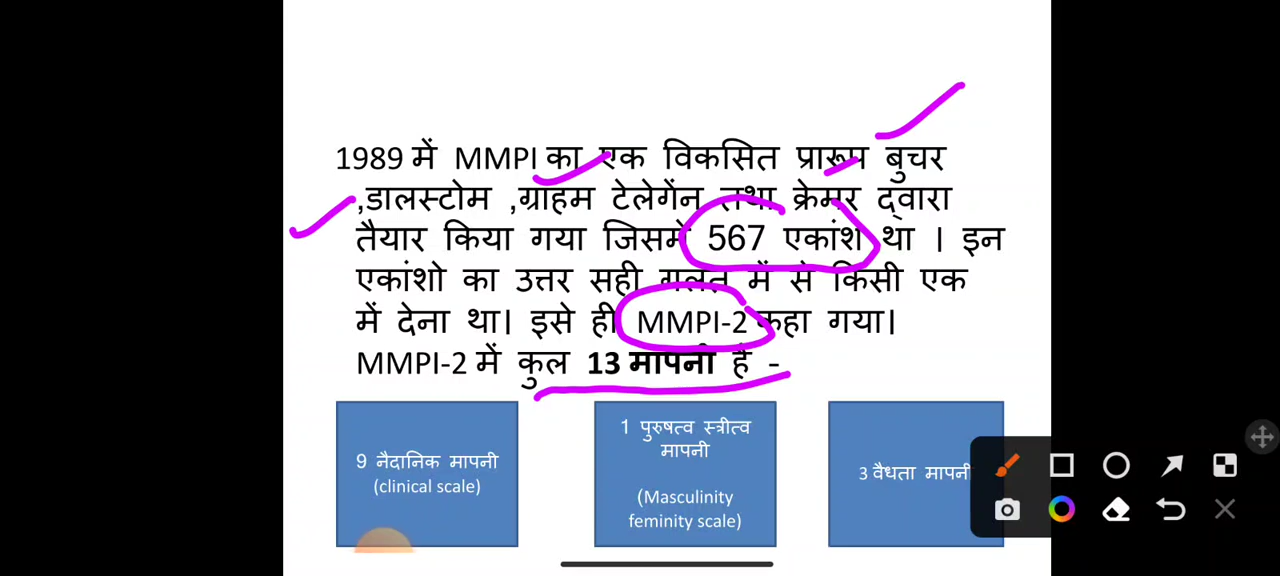 1989 में MMPI का एक विकसित प्रारूप बुचर
,डालस्टोम ,ग्राहम टेलेगेंन तथा क्रेमर द्वारा
तैयार किया गया जिसमे 567 एकांश था । इन
एकांशो का उत्तर सही गलत में से किसी एक
में देना था। इसे ही MMPI-2 कहा गया।
MMPI-2 में कुल 13 मापनी है -
9 नैदानिक मापनी
(clinical scale)
1 पुरुषत्व स्त्रीत्व
मापनी
(Masculinity
feminity scale)
3 वैधता मापनी